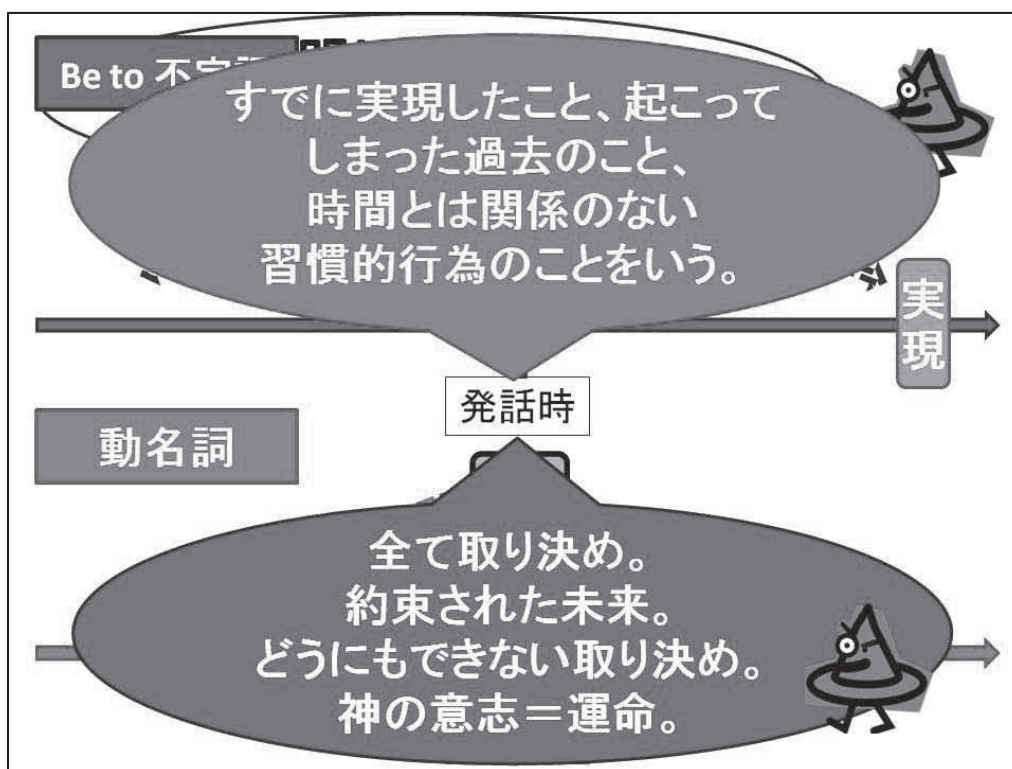 Be to 不定詞
すでに実現したこと、起こって
しまった過去のこと、
時間とは関係のない
習慣的行為のことをいう。
実現
発話時
動名詞
全て取り決め。
約束された未来。
どうにもできない取り決め。
神の意志＝運命。